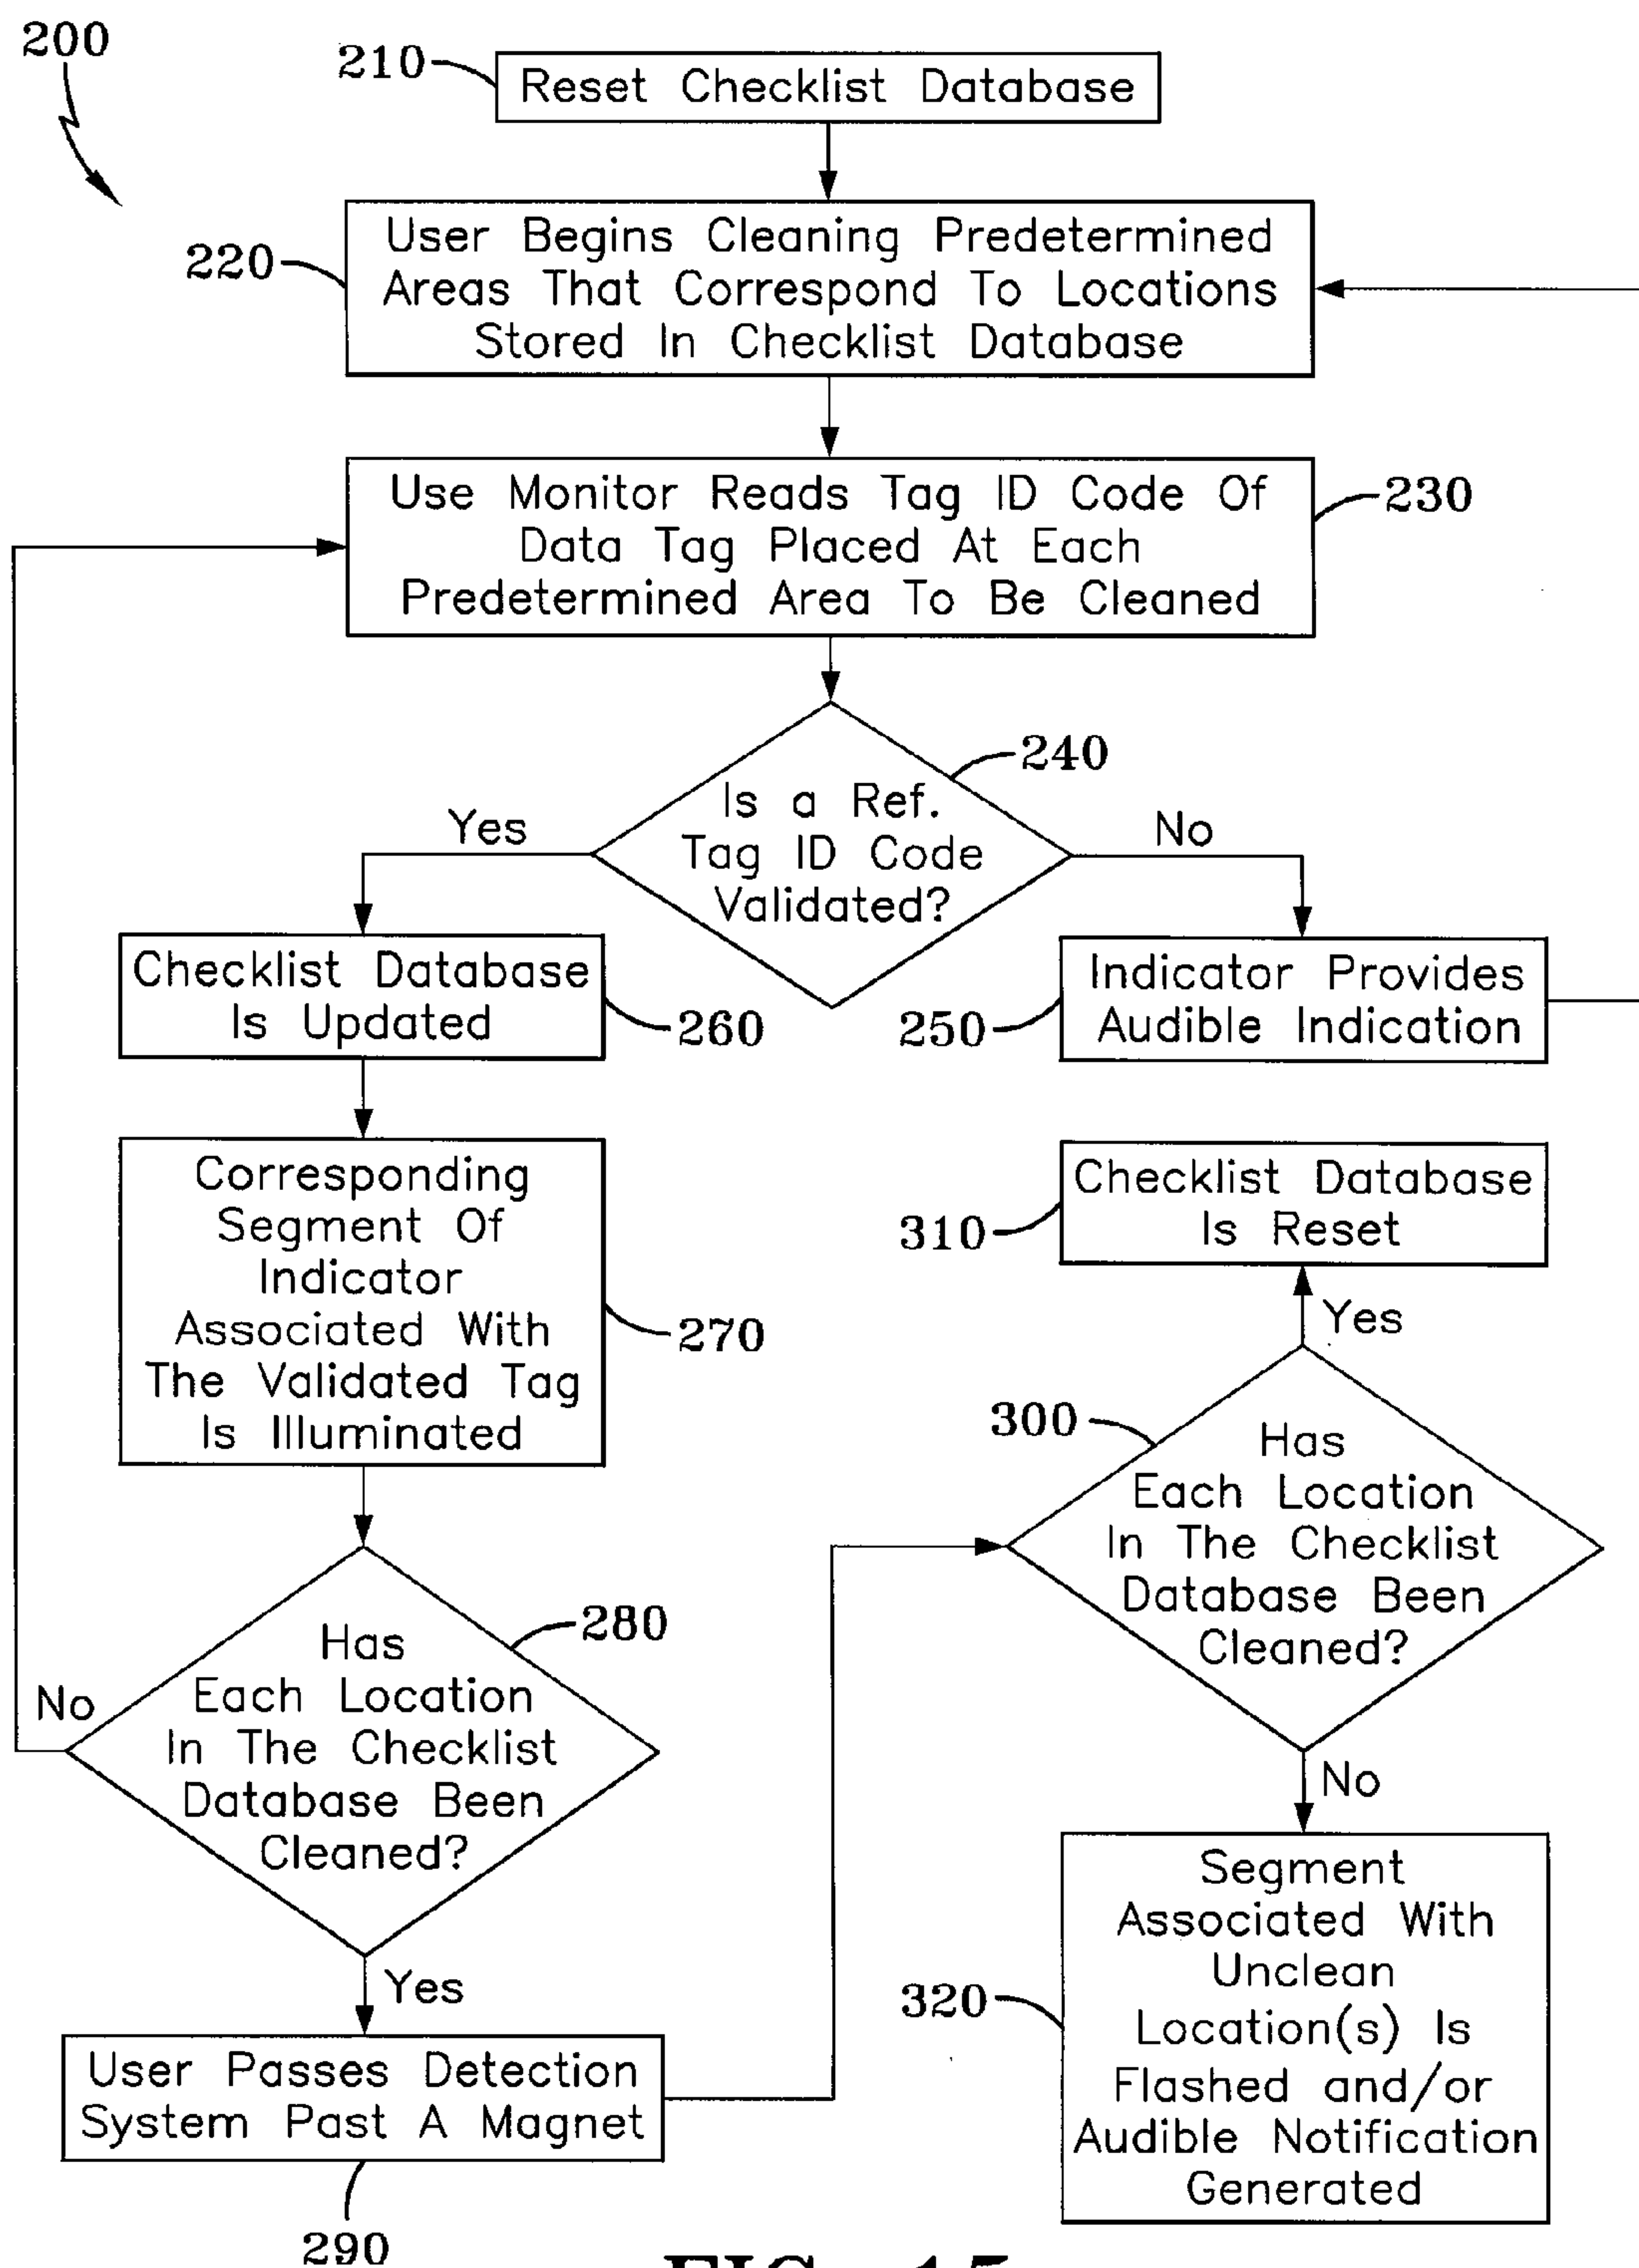 200
210
Reset Checklist Database
220
User Begins Cleaning Predetermined
Areas That Correspond To Locations
Stored In Checklist Database
Use Monitor Reads Tag ID Code Of
Data Tag Placed At Each
Predetermined Area To Be Cleaned
230
240
Is a Ref.
Tag ID Code
Validated?
Yes
No
Checklist Database
Is Updated
260
250
Indicator Provides
Audible Indication
Corresponding
Segment Of
Indicator
Associated With
The Validated Tag
Is Illuminated
270
310
Checklist Database
Is Reset
Yes
300
Has
Each Location
In The Checklist
Database Been
Cleaned?
No
280
Has
Each Location
In The Checklist
Database Been
Cleaned?
No
Yes
320
Segment
Associated With
Unclean
Location(s) Is
Flashed and/or
Audible Notification
Generated
User Passes Detection
System Past A Magnet
290
FIG. 15